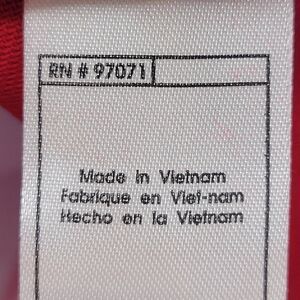 RN # 97071
Made in Vietnam
Fabrique en Viet-nam
Hecho en la Vietnam